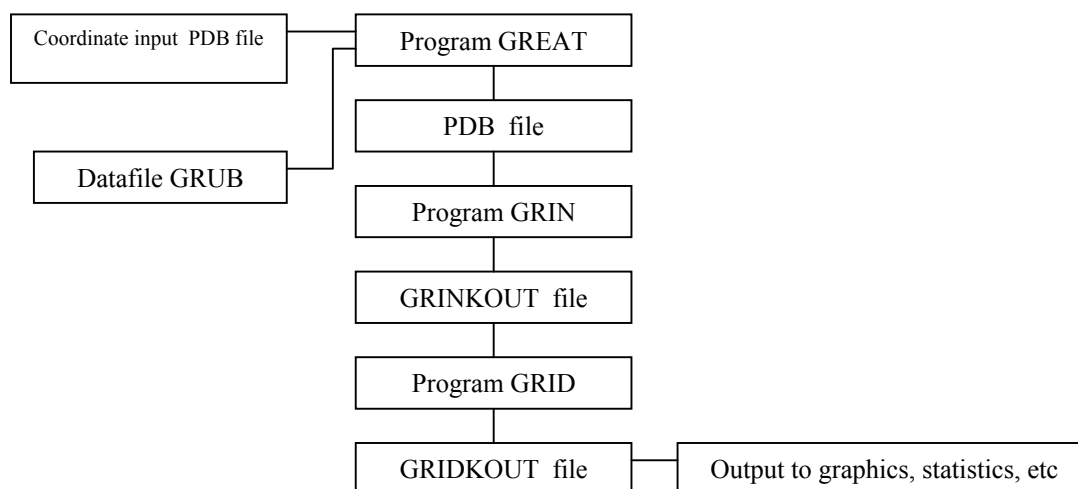 Coordinate input PDB file
Program GREAT
PDB file
Datafile GRUB
Program GRIN
GRINKOUT file
Program GRID
GRIDKOUT file
Output to graphics, statistics, etc